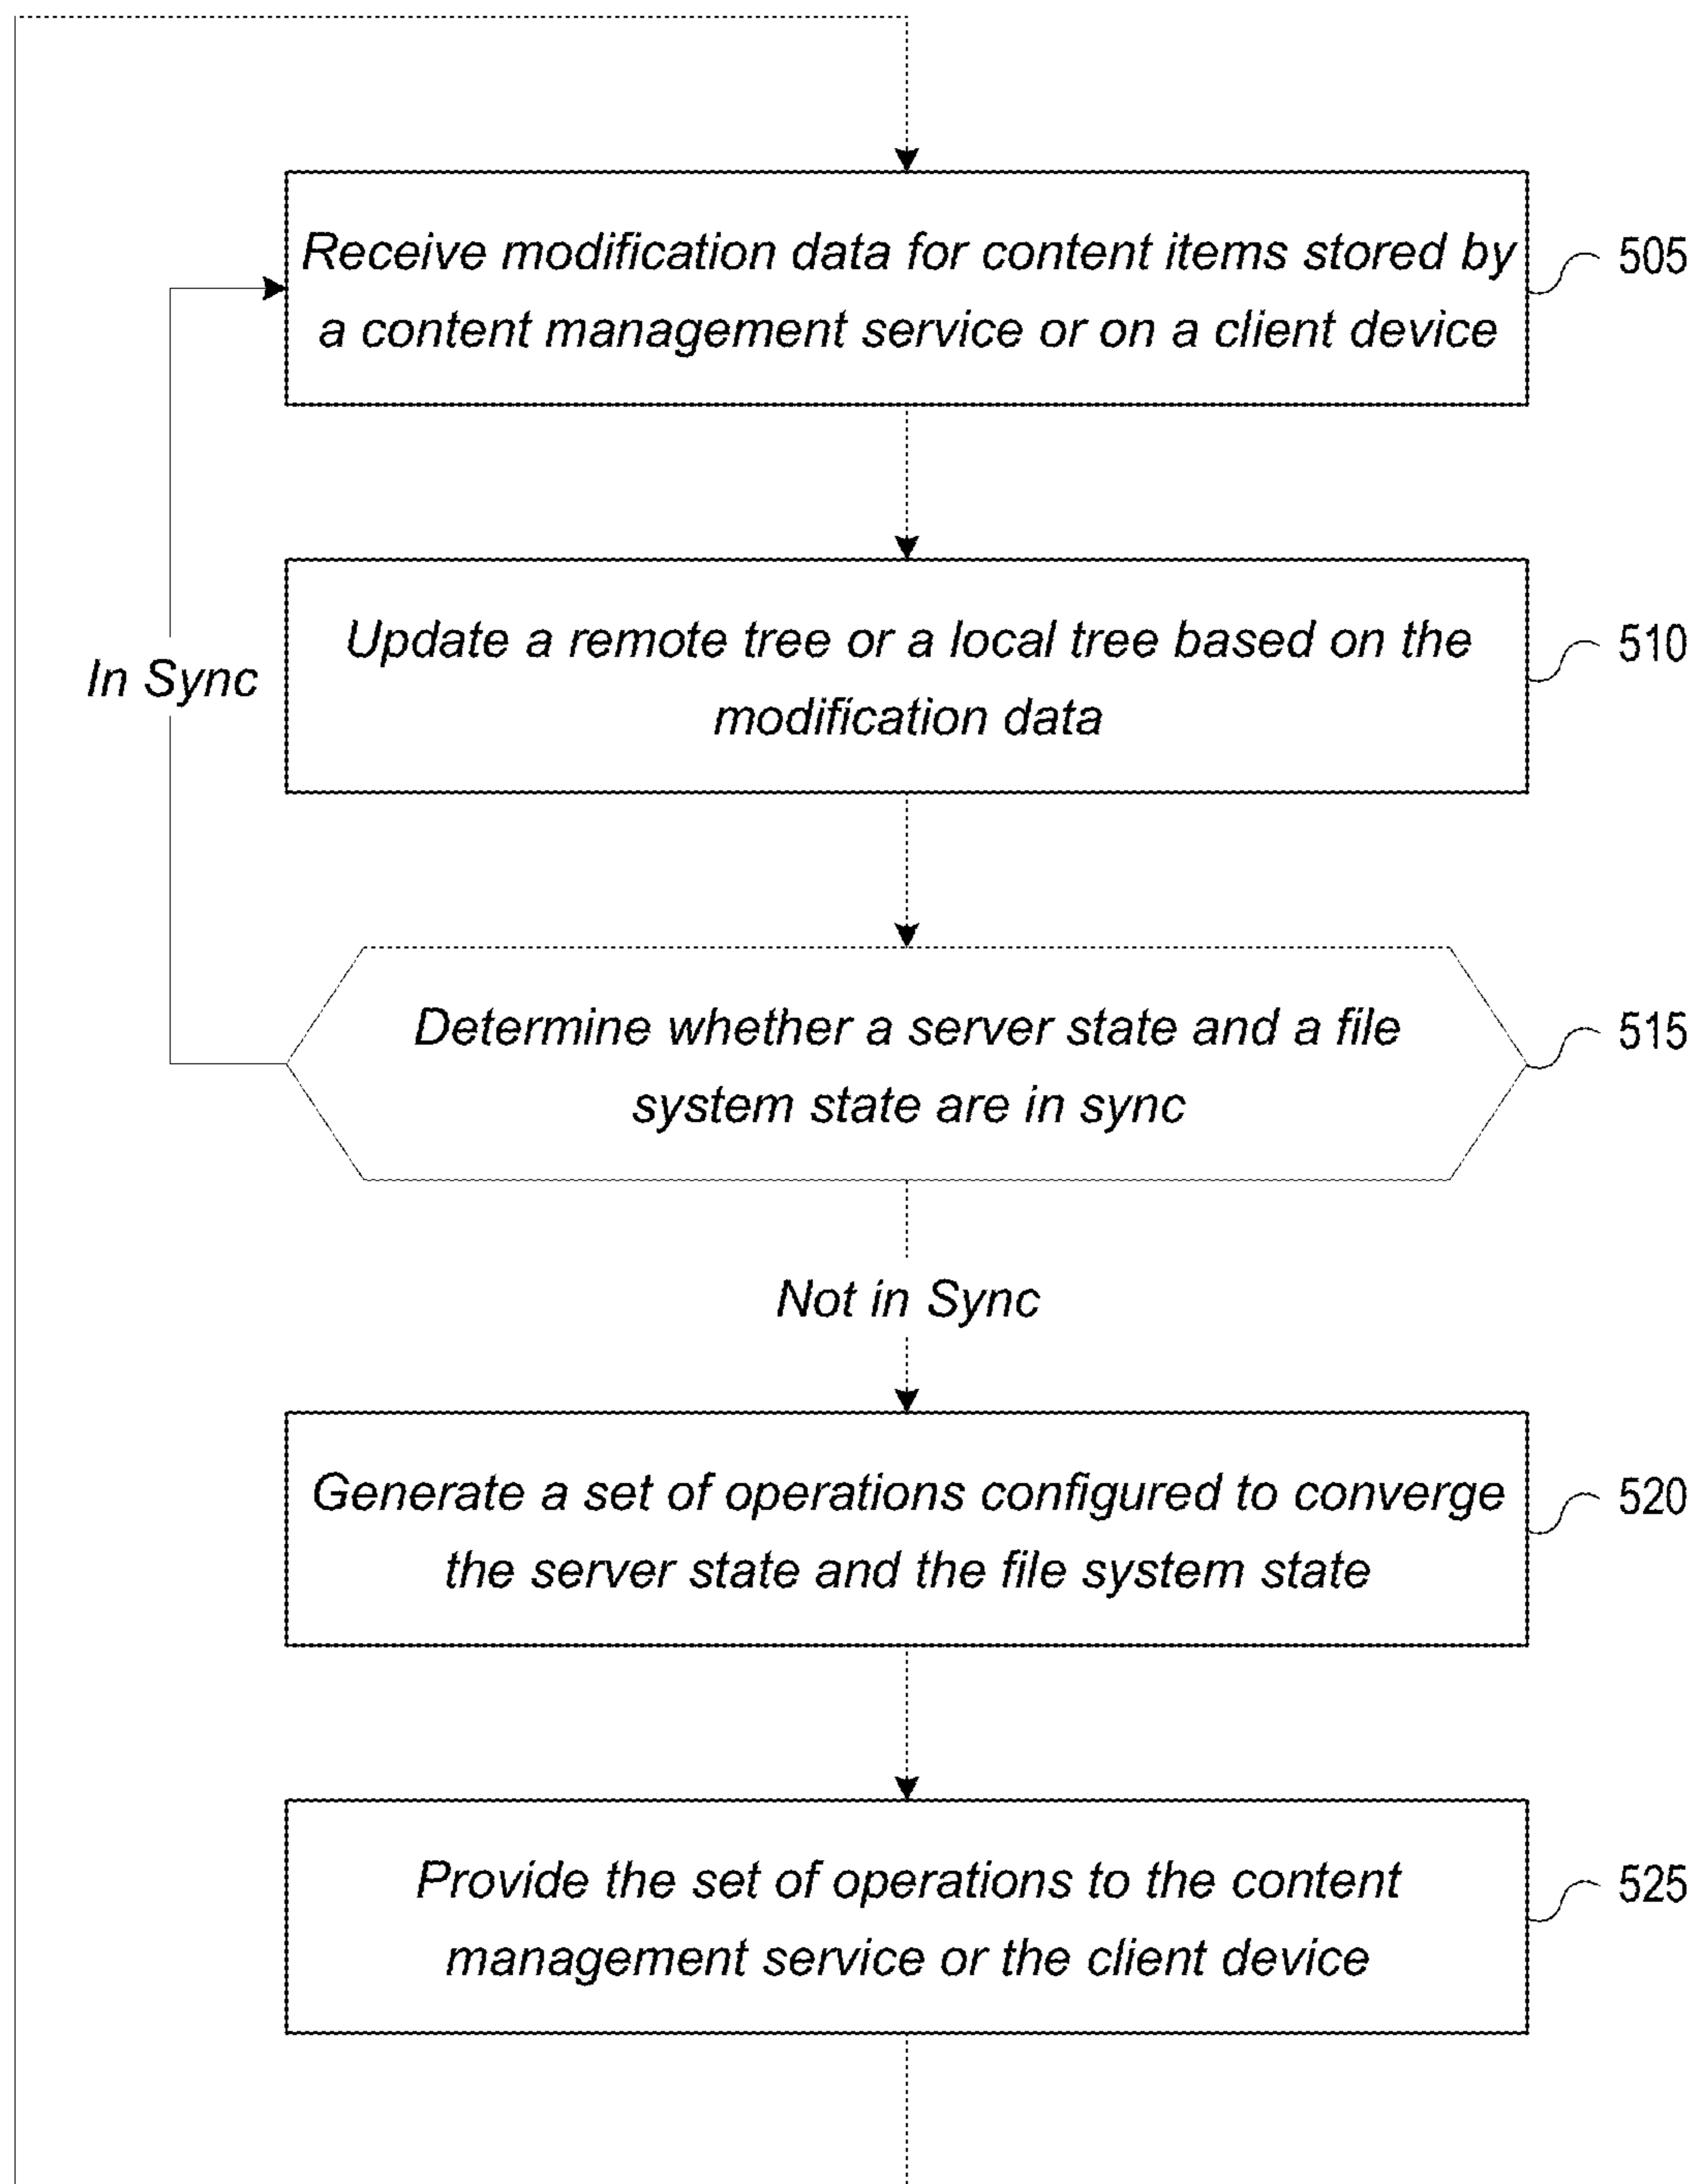 Receive modification data for content items stored by
a content management service or on a client device
505
Update a remote tree or a local tree based on the
modification data
510
In Sync
Determine whether a server state and a file
system state are in sync
515
Not in Sync
Generate a set of operations configured to converge
the server state and the file system state
520
Provide the set of operations to the content
management service or the client device
525